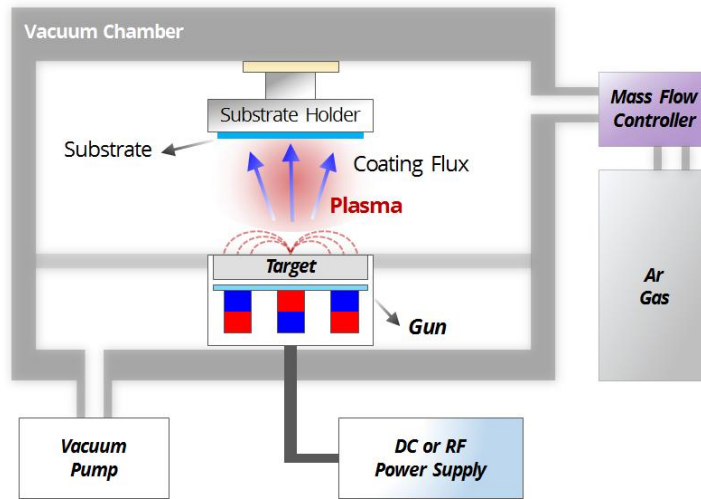 Vacuum Chamber
Substrate Holder
Mass Flow
Controller
Substrate
Coating Flux
Plasma
Target
Gun
Ar
Gas
Vacuum
Pump
DC or RF
Power Supply